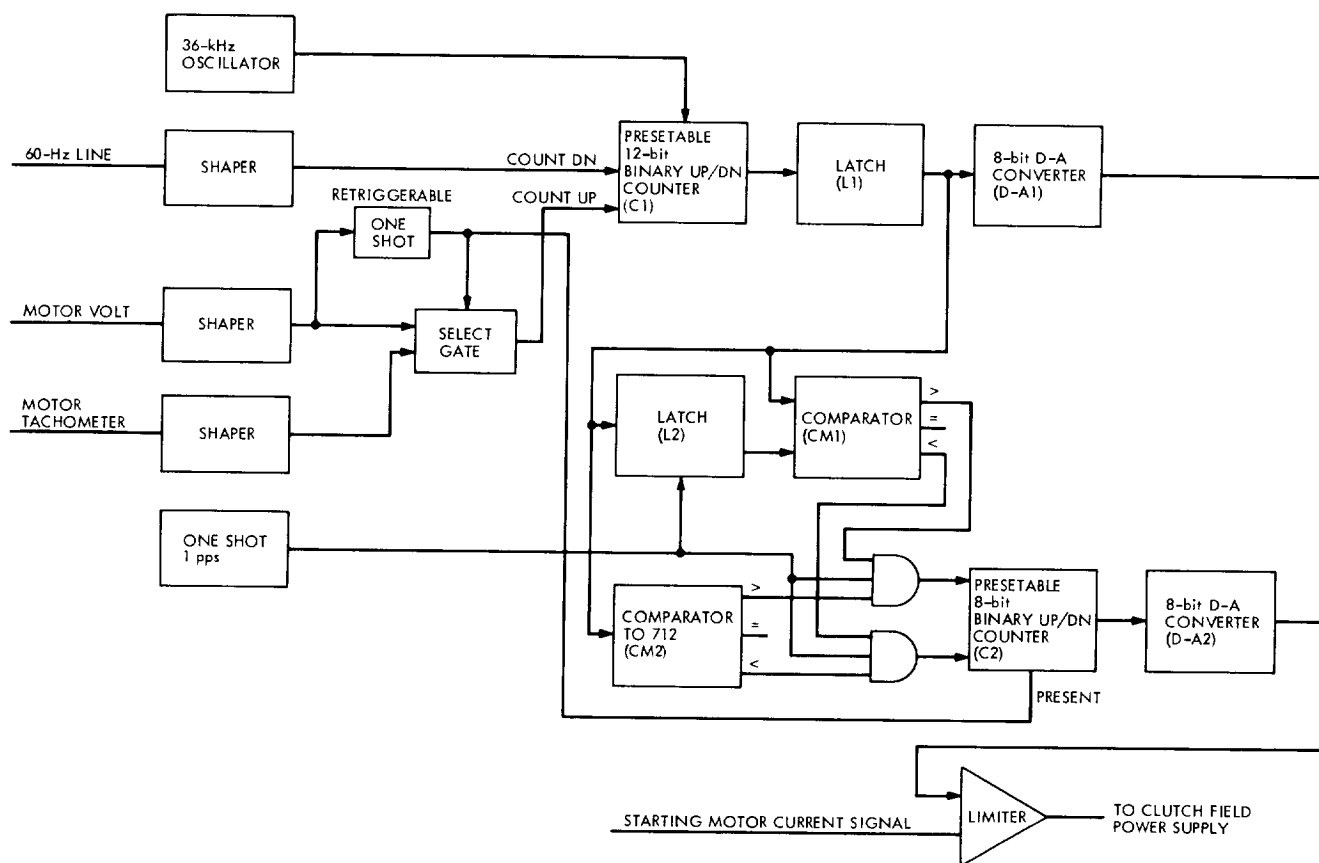 36-kHz
OSCILLATOR
60-Hz LINE
SHAPER
COUNT DN
PRESETABLE
12-bit
BINARY UP/DN
COUNTER
(C1)
LATCH
(L1)
8-bit D-A
CONVERTER
(D-A1)
COUNT UP
RETRIGGERABLE
ONE
SHOT
MOTOR VOLT
SHAPER
SELECT
GATE
MOTOR
TACHOMETER
SHAPER
LATCH
(L2)
COMPARATOR
(CM1)
>
=
<
ONE SHOT
1 pps
COMPARATOR
TO 712
(CM2)
>
=
<
PRESETABLE
8-bit
BINARY UP/DN
COUNTER
(C2)
8-bit D-A
CONVERTER
(D-A2)
PRESENT
STARTING MOTOR CURRENT SIGNAL
LIMITER
TO CLUTCH FIELD
POWER SUPPLY